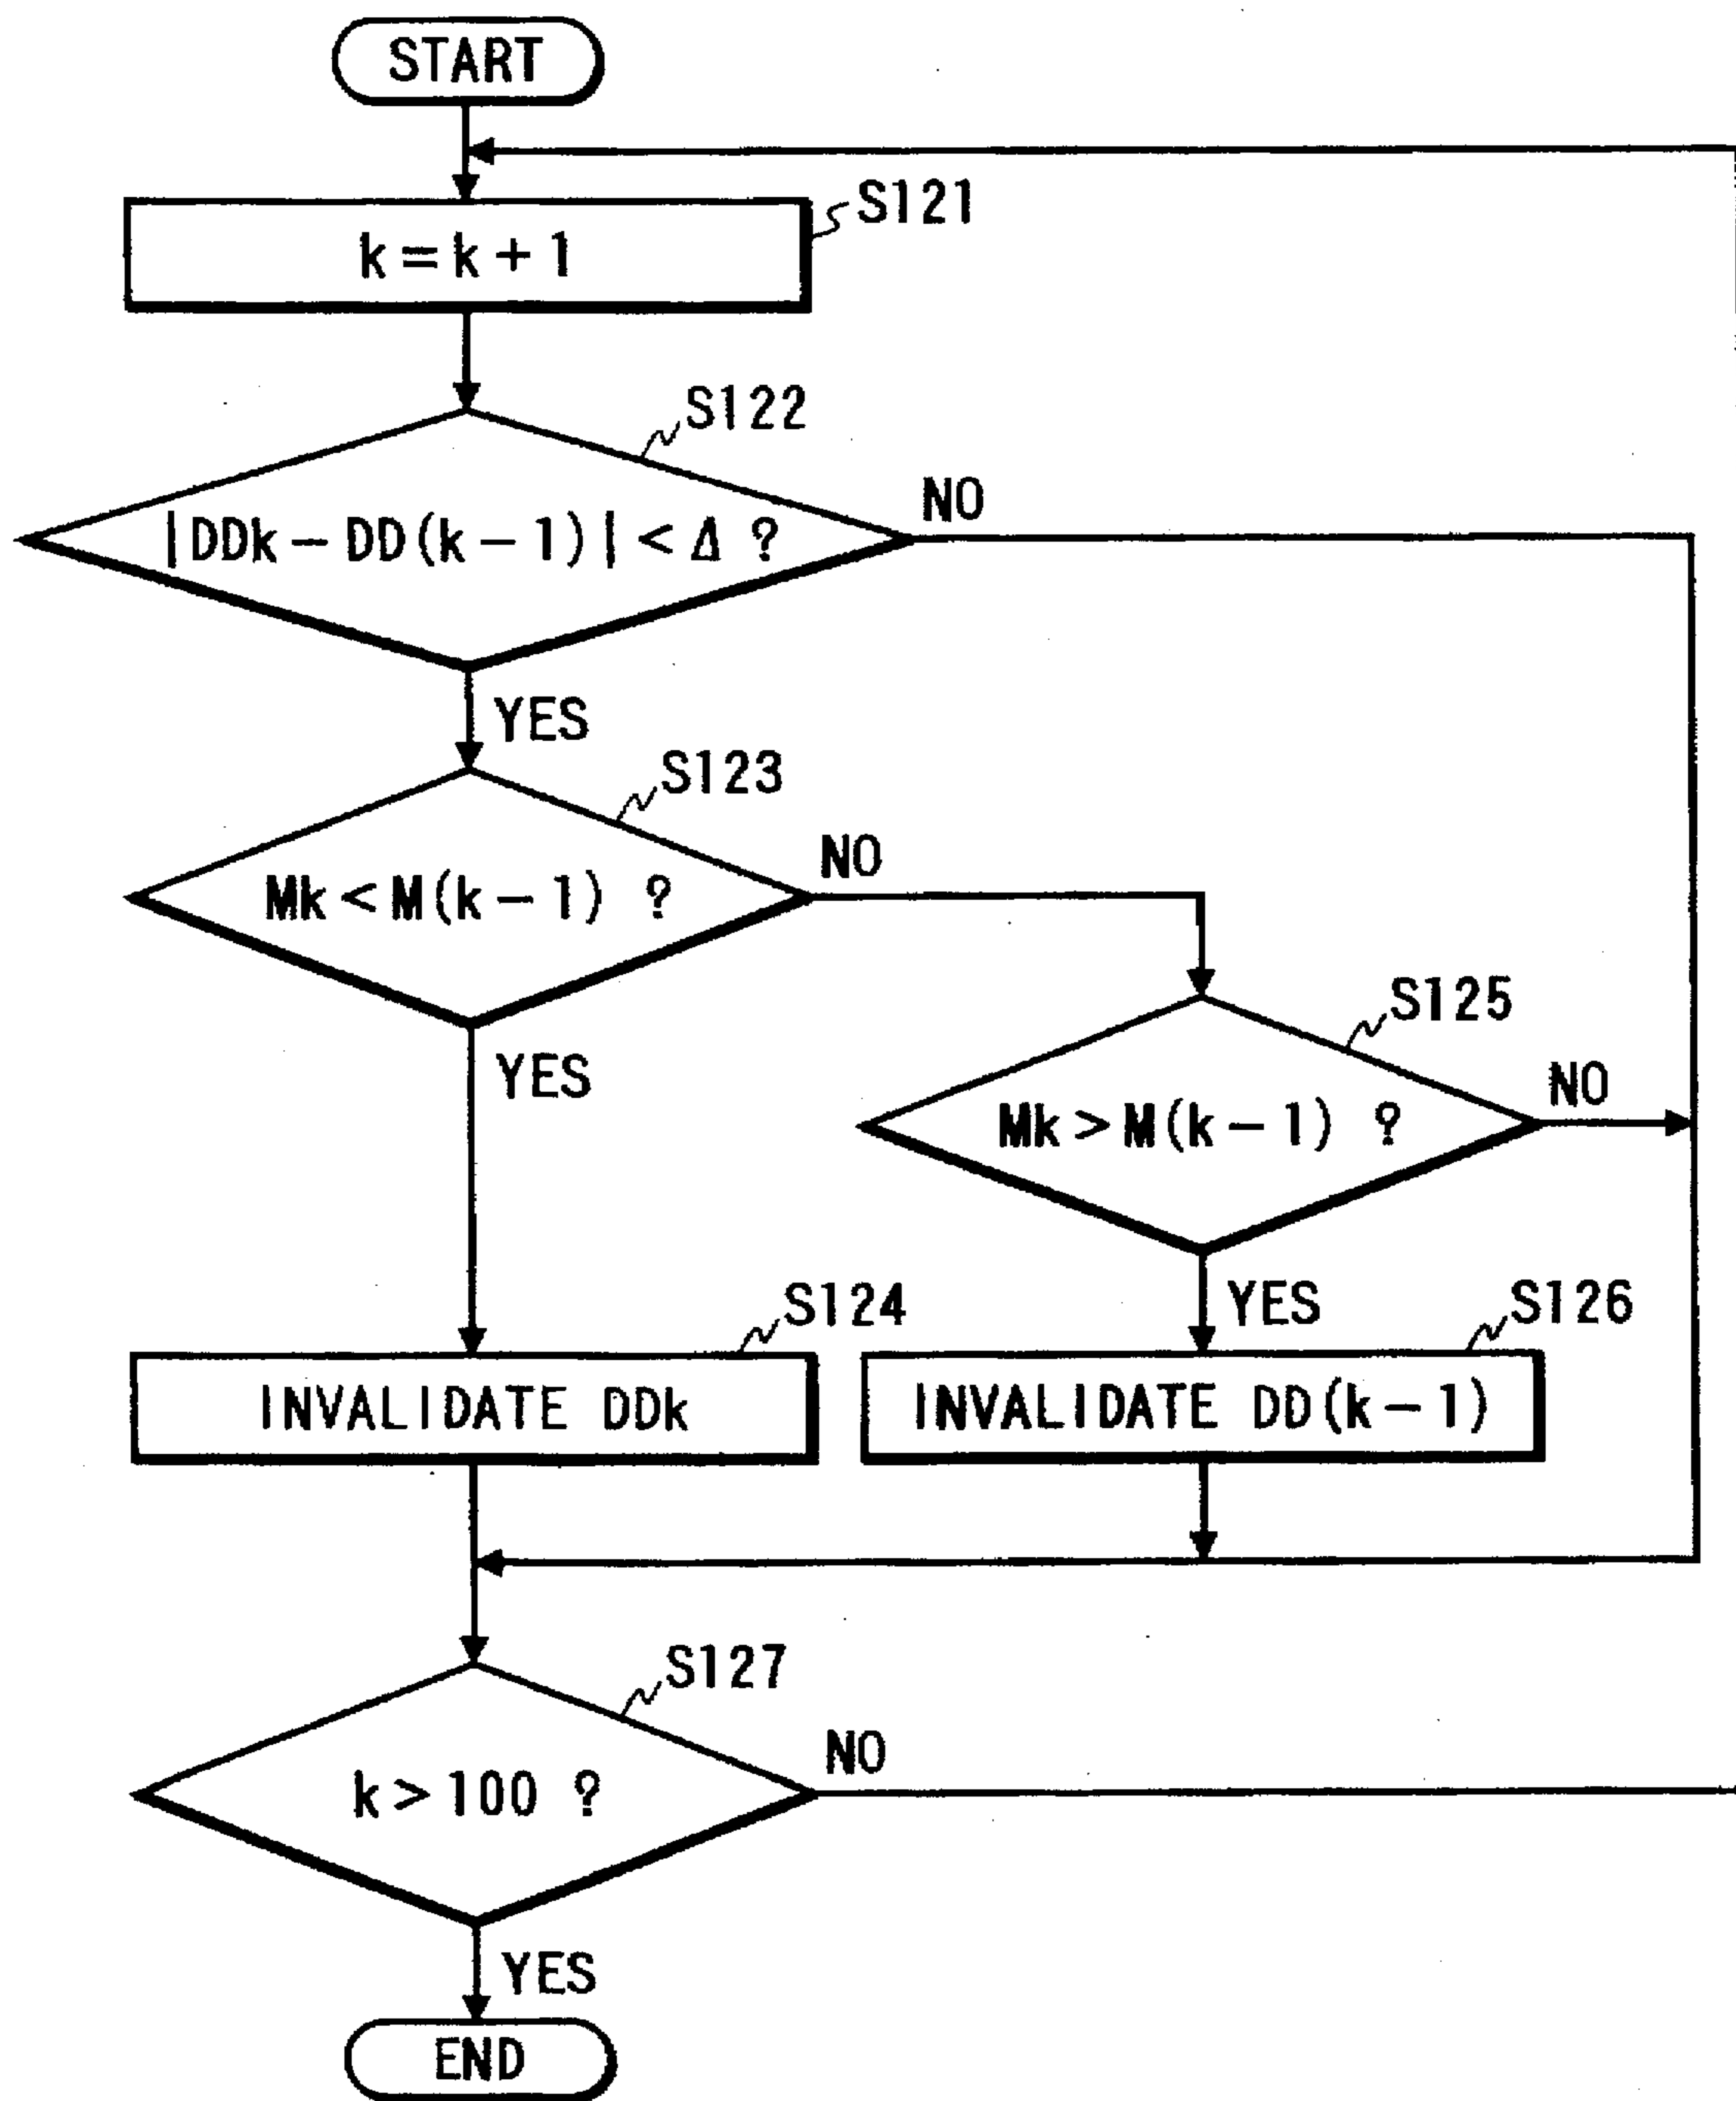 START
S121
k=k+1
S122
|DDk-DD(k-1)|<Δ ?
NO
YES
S123
Mk<M(k-1) ?
NO
YES
S125
Mk>M(k-1) ?
NO
YES
S124
INVALIDATE DDk
S126
INVALIDATE DD(k-1)
S127
k>100 ?
NO
YES
END